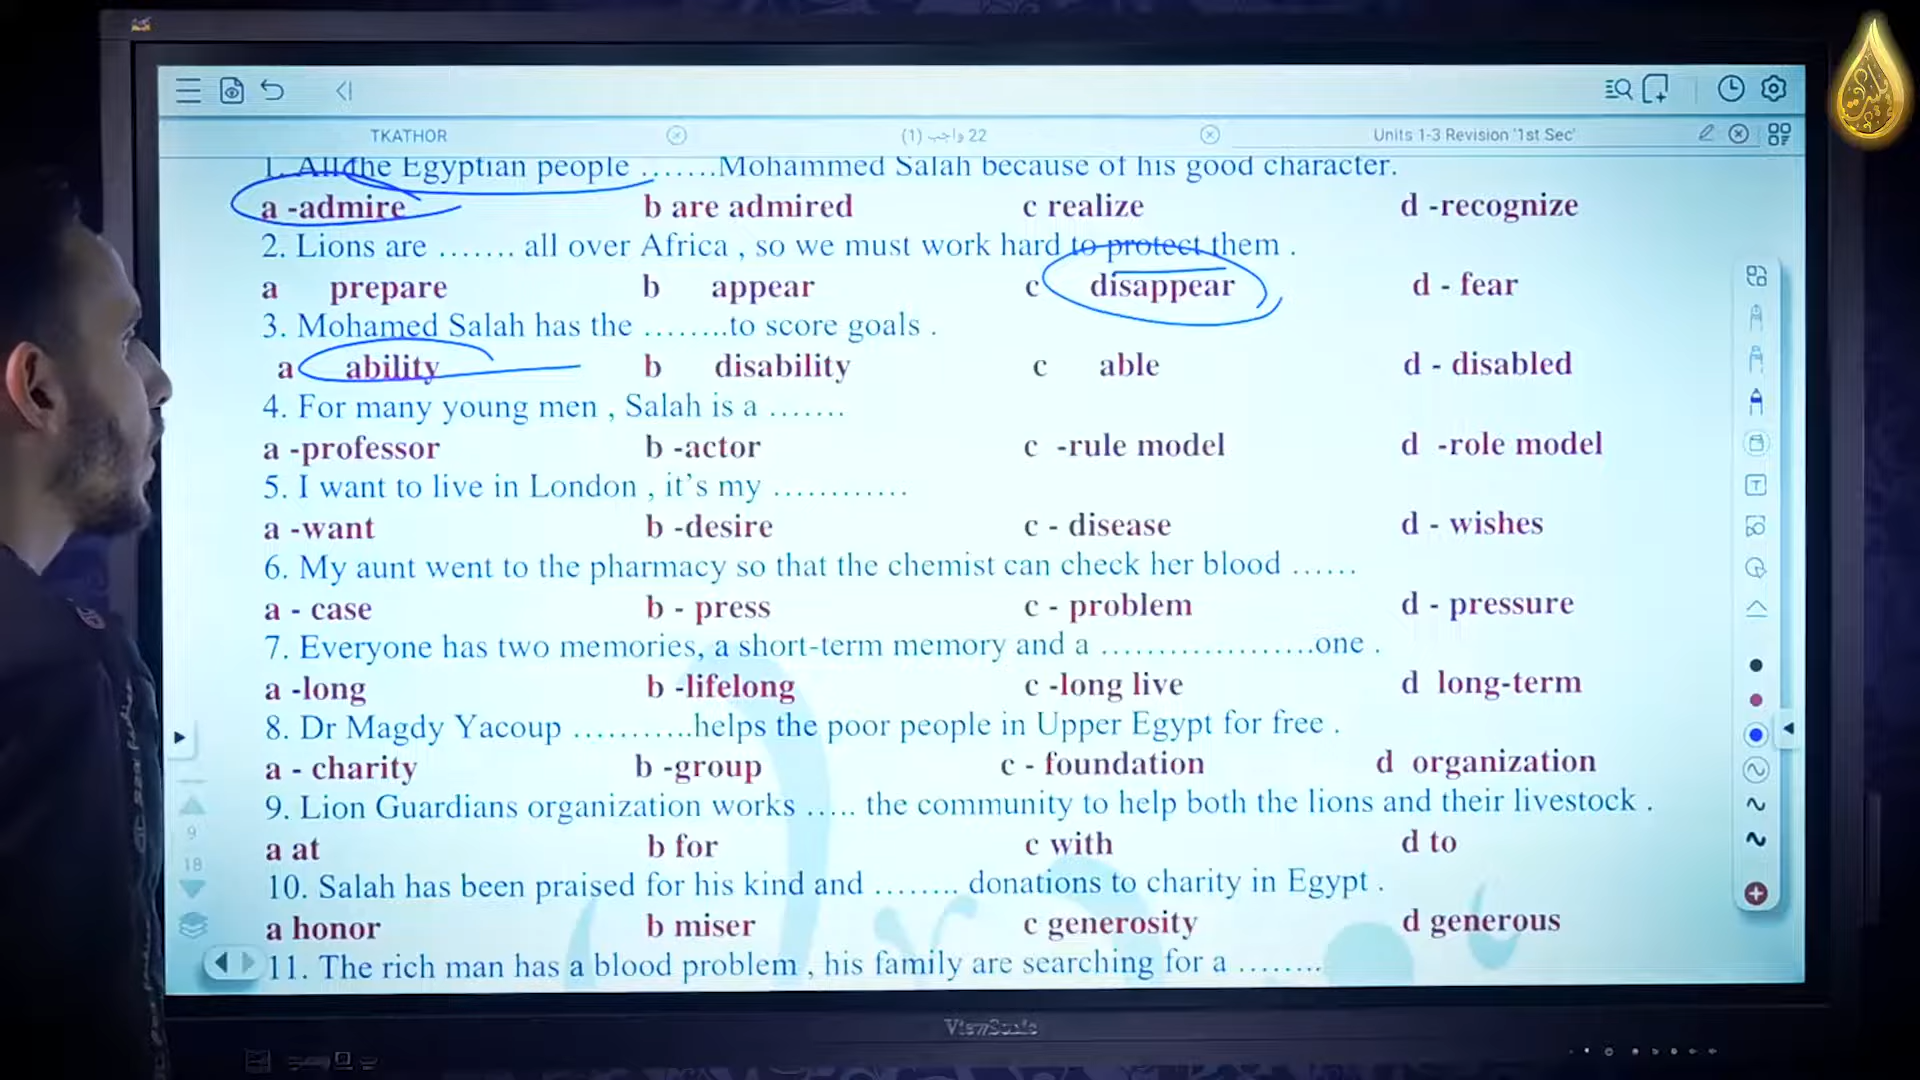 TKATHOR
22 واجب (1)
Units 1-3 Revision '1st Sec'
1. All the Egyptian people .......Mohammed Salah because of his good character.
a -admire b are admired c realize d -recognize
2. Lions are ....... all over Africa , so we must work hard to protect them .
a prepare b appear c disappear d - fear
3. Mohamed Salah has the ........to score goals .
a ability b disability c able d - disabled
4. For many young men , Salah is a .......
a -professor b -actor c -rule model d -role model
5. I want to live in London , it's my ............
a -want b -desire c - disease d - wishes
6. My aunt went to the pharmacy so that the chemist can check her blood ......
a - case b - press c - problem d - pressure
7. Everyone has two memories, a short-term memory and a ...................one .
a -long b -lifelong c -long live d long-term
8. Dr Magdy Yacoup ...........helps the poor people in Upper Egypt for free .
a - charity b -group c - foundation d organization
9. Lion Guardians organization works ..... the community to help both the lions and their livestock .
a at b for c with d to
10. Salah has been praised for his kind and ........ donations to charity in Egypt .
a honor b miser c generosity d generous
11. The rich man has a blood problem , his family are searching for a ........
9
18
ViewSonic